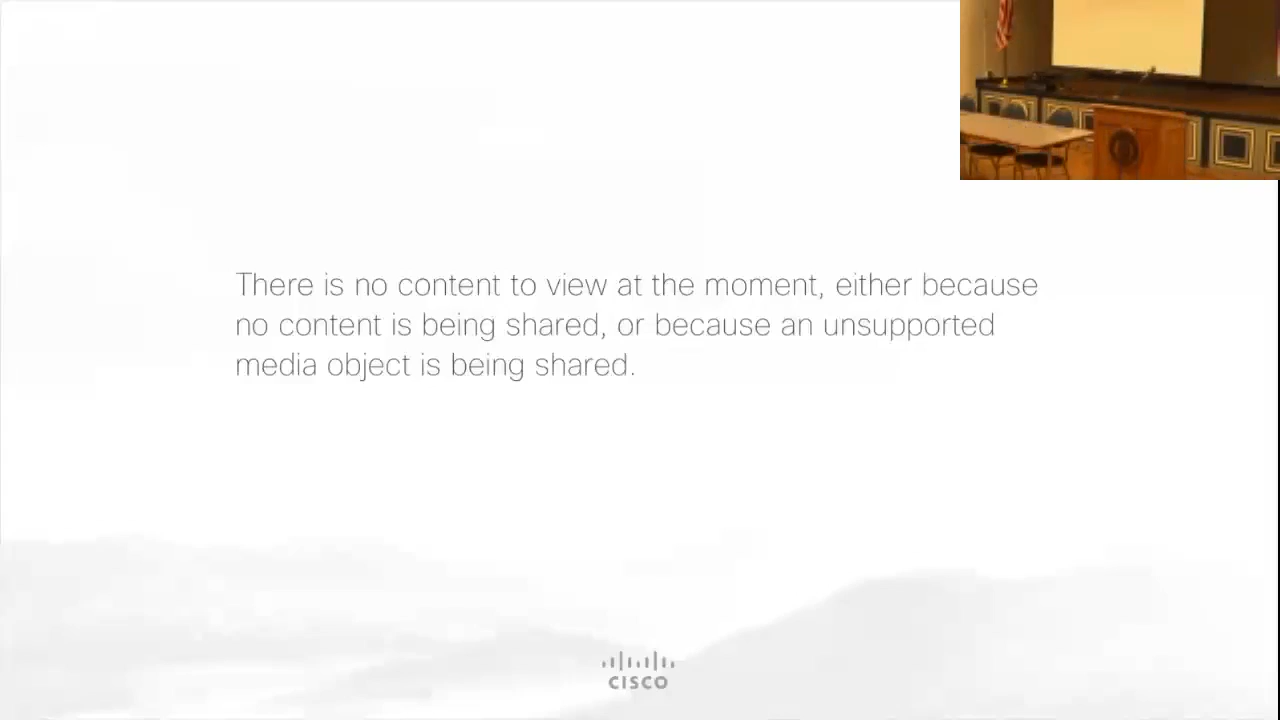 There is no content to view at the moment, either because
no content is being shared, or because an unsupported
media object is being shared.
CISCO